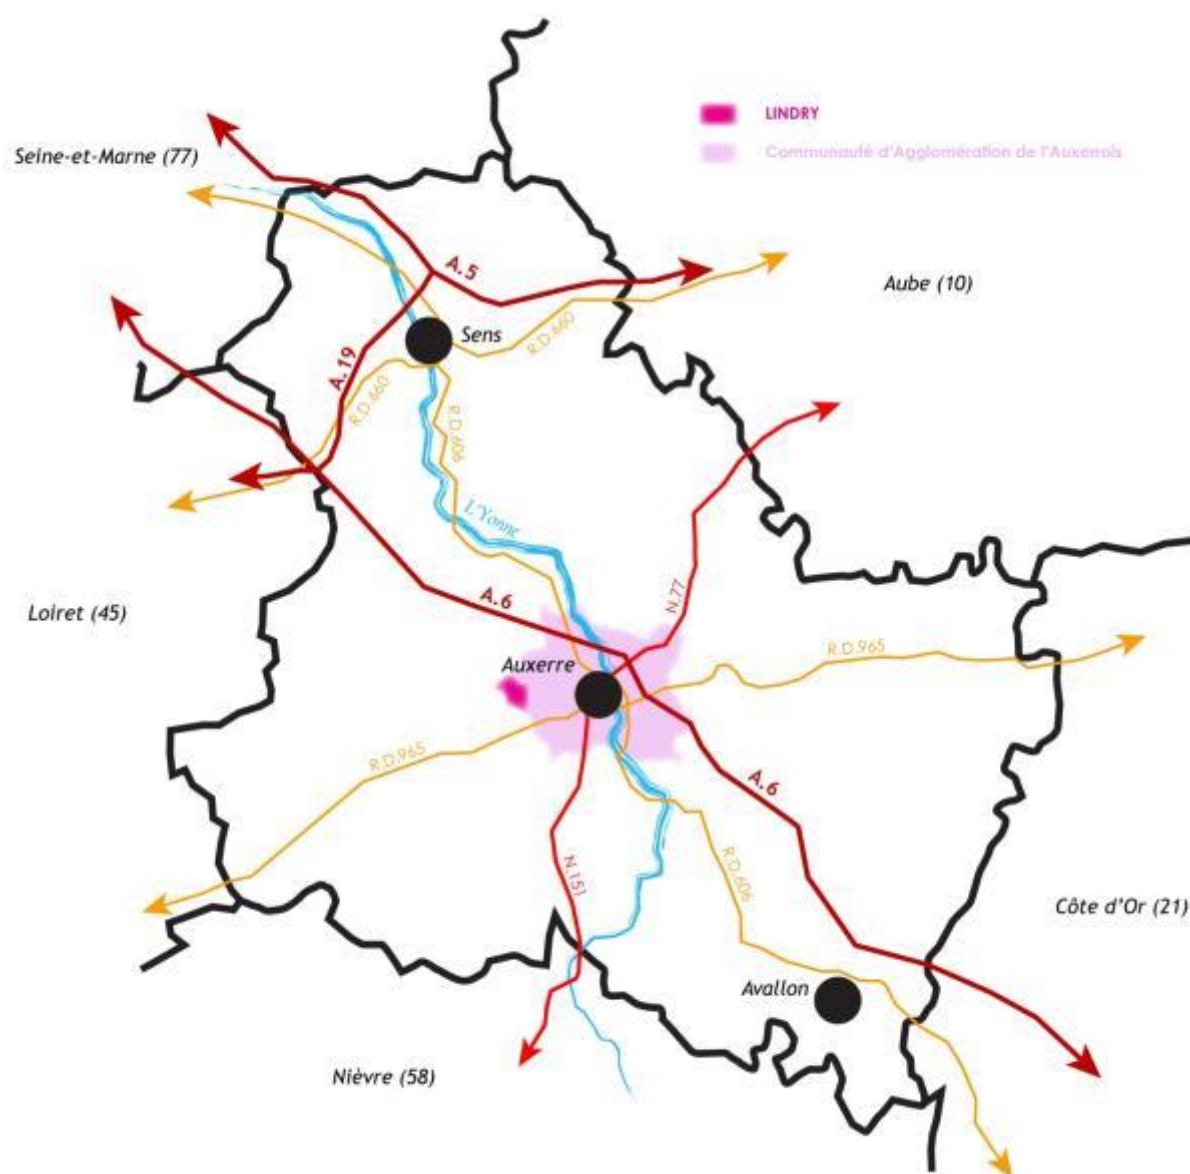 LINDRY
Seine-et-Marne (77)
Communauté d'Agglomération de l'Auxerrois
A.5
Aube (10)
Sens
R.D.660
A.19
R.D.660
R.D.606
L'Yonne
N.77
A.6
Loiret (45)
R.D.965
Auxerre
R.D.965
A.6
R.D.606
N.151
Côte d'Or (21)
Avallon
Nièvre (58)